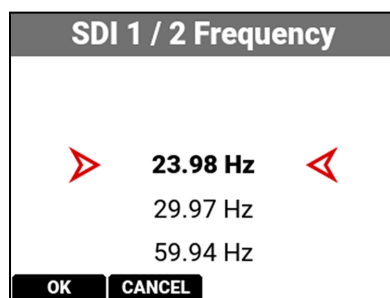 SDI 1 / 2 Frequency
23.98 Hz
29.97 Hz
59.94 Hz
OK CANCEL